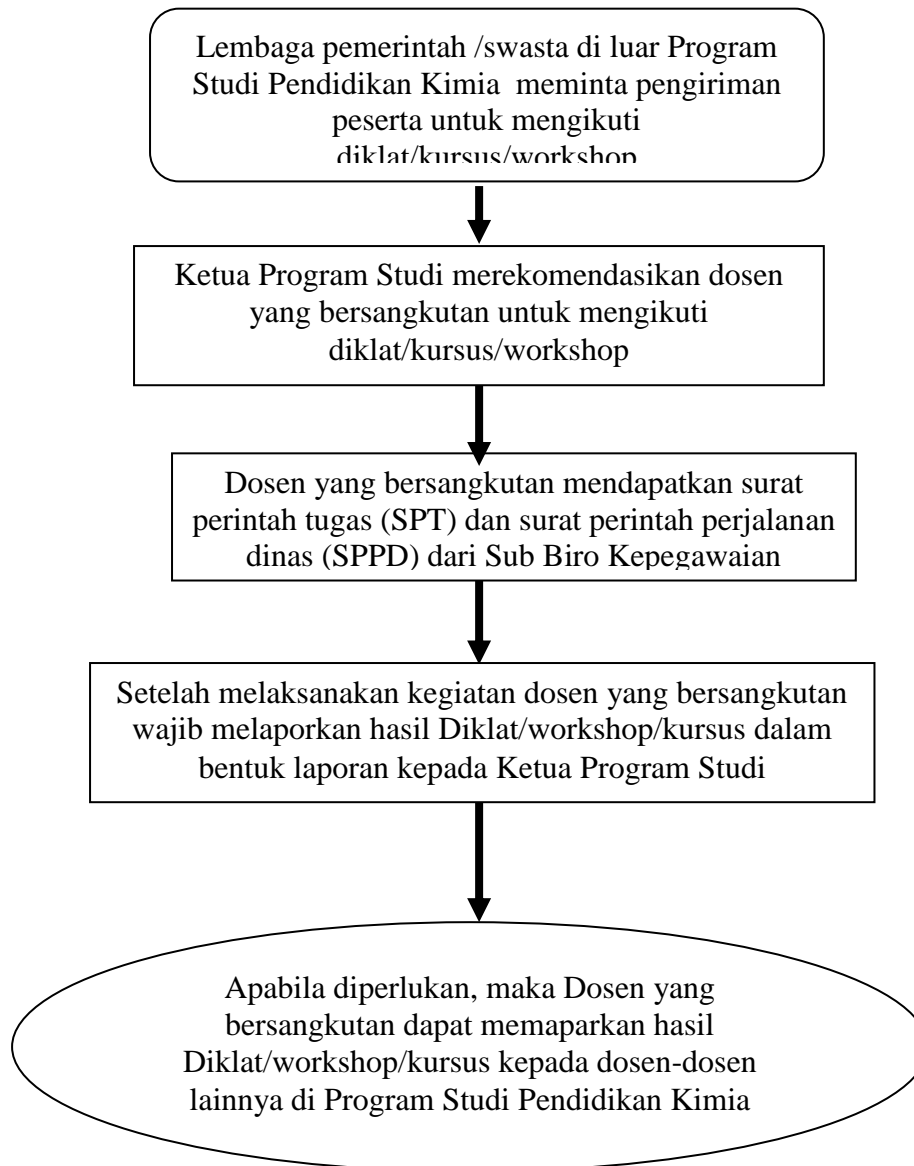 Lembaga pemerintah /swasta di luar Program
Studi Pendidikan Kimia  meminta pengiriman
peserta untuk mengikuti
diklat/kursus/workshop
Ketua Program Studi merekomendasikan dosen
yang bersangkutan untuk mengikuti
diklat/kursus/workshop
Dosen yang bersangkutan mendapatkan surat
perintah tugas (SPT) dan surat perintah perjalanan
dinas (SPPD) dari Sub Biro Kepegawaian
Setelah melaksanakan kegiatan dosen yang bersangkutan
wajib melaporkan hasil Diklat/workshop/kursus dalam
bentuk laporan kepada Ketua Program Studi
Apabila diperlukan, maka Dosen yang
bersangkutan dapat memaparkan hasil
Diklat/workshop/kursus kepada dosen-dosen
lainnya di Program Studi Pendidikan Kimia